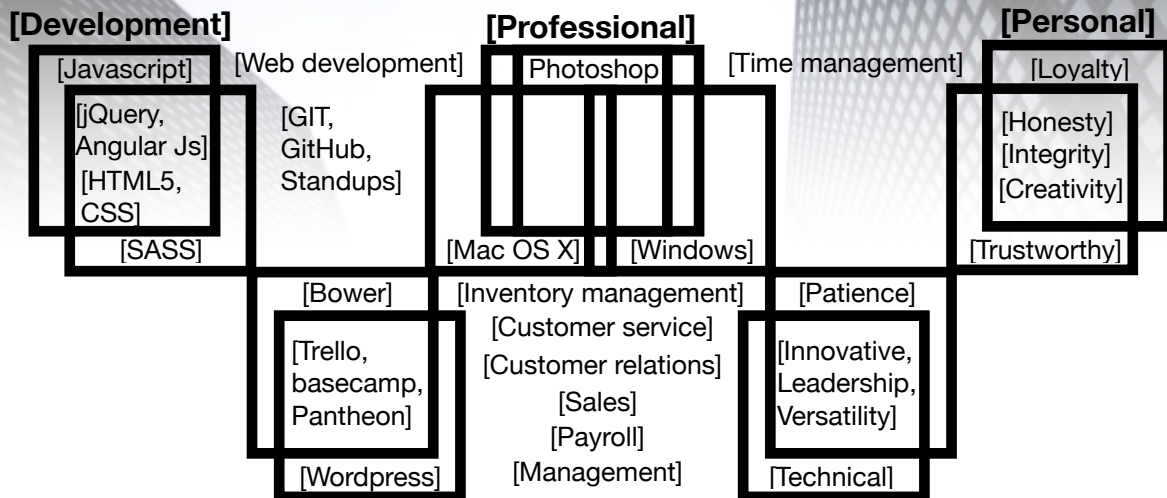 [Development]
[Professional]
[Personal]
[Javascript]
[Web development]
Photoshop
[Time management]
[Loyalty]
[jQuery,
Angular Js]
[HTML5,
CSS]
[GIT,
GitHub,
Standups]
[Honesty]
[Integrity]
[Creativity]
[SASS]
[Mac OS X]
[Windows]
[Trustworthy]
[Bower]
[Inventory management]
[Patience]
[Customer service]
[Trello,
basecamp,
Pantheon]
[Customer relations]
[Sales]
[Payroll]
[Innovative,
Leadership,
Versatility]
[Wordpress]
[Management]
[Technical]